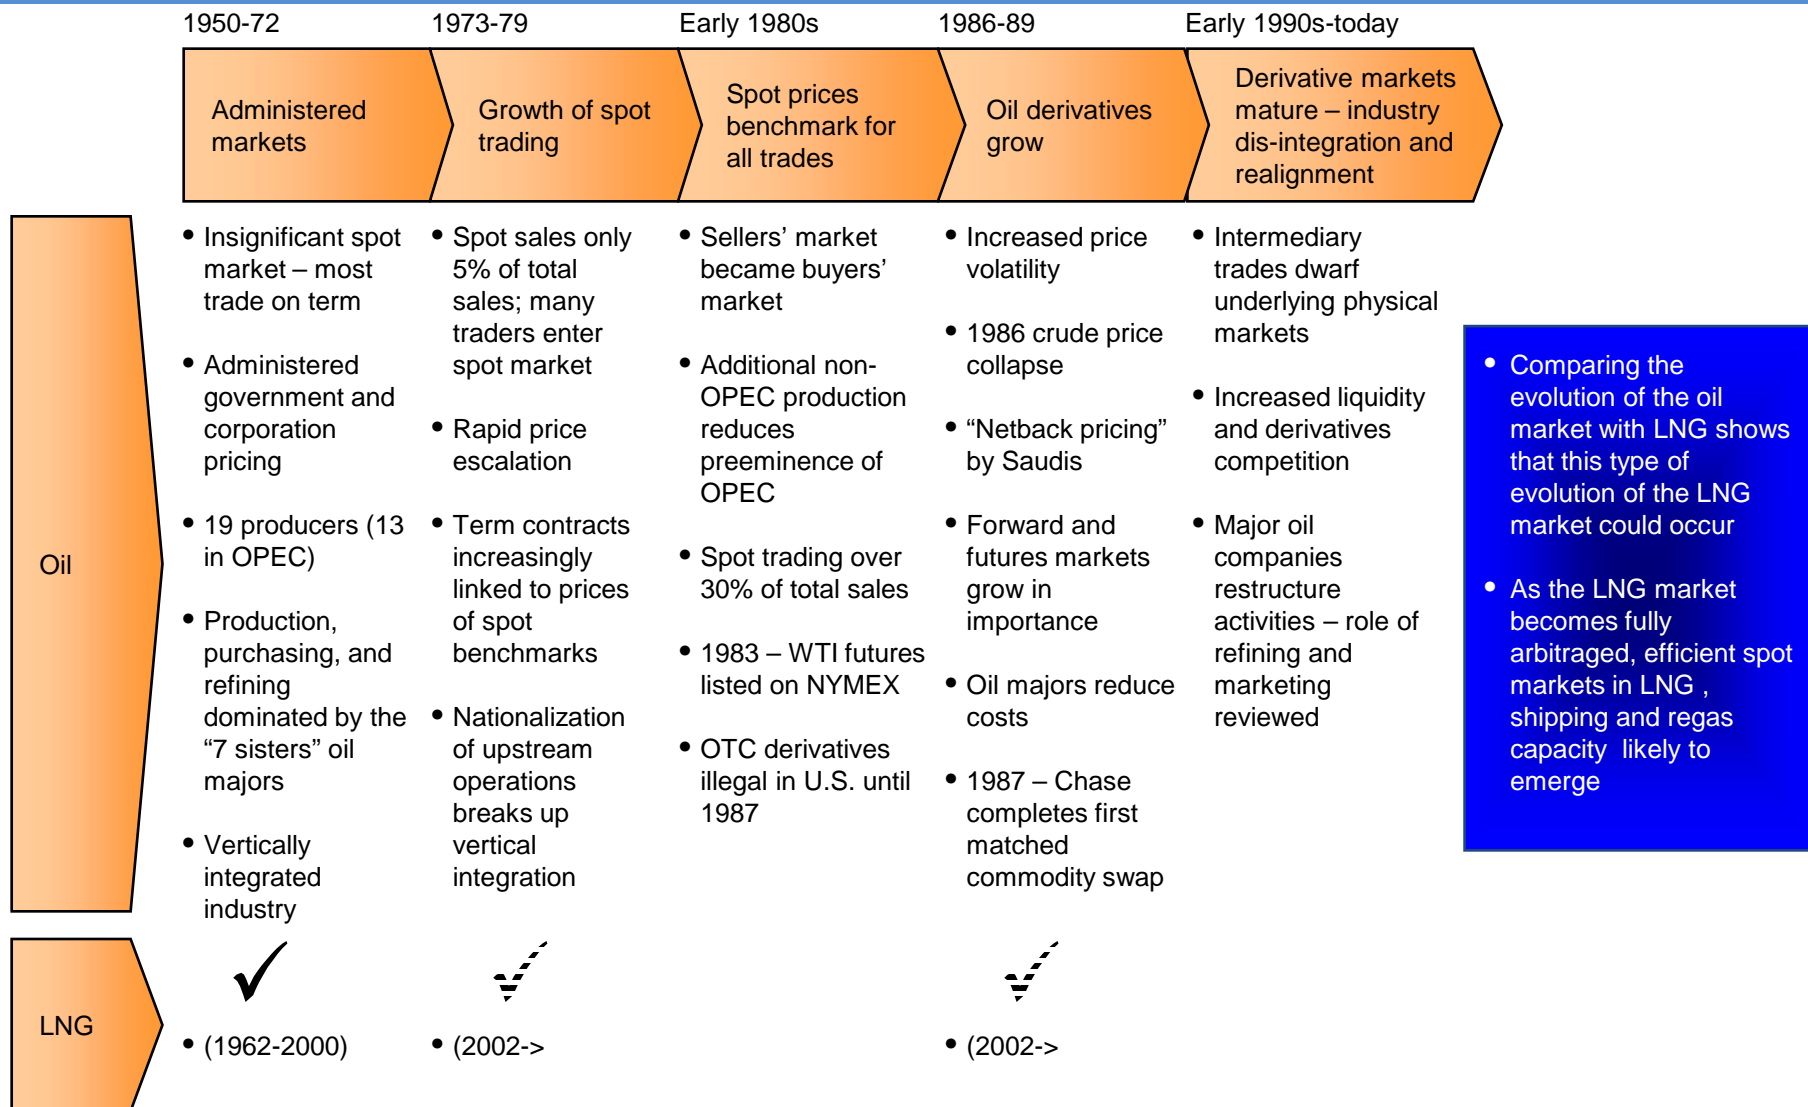 1950-72
1973-79
Early 1980s
1986-89
Early 1990s-today
Administered
markets
Growth of spot
trading
Spot prices
benchmark for
all trades
Oil derivatives
grow
Derivative markets
mature – industry
dis-integration and
realignment
Oil
• Insignificant spot
market – most
trade on term
• Administered
government and
corporation
pricing
• 19 producers (13
in OPEC)
• Production,
purchasing, and
refining
dominated by the
“7 sisters” oil
majors
• Vertically
integrated
industry
• Spot sales only
5% of total
sales; many
traders enter
spot market
• Rapid price
escalation
• Term contracts
increasingly
linked to prices
of spot
benchmarks
• Nationalization
of upstream
operations
breaks up
vertical
integration
• Sellers’ market
became buyers’
market
• Additional non-
OPEC production
reduces
preeminence of
OPEC
• Spot trading over
30% of total sales
• 1983 – WTI futures
listed on NYMEX
• OTC derivatives
illegal in U.S. until
1987
• Increased price
volatility
• 1986 crude price
collapse
• “Netback pricing”
by Saudis
• Forward and
futures markets
grow in
importance
• Oil majors reduce
costs
• 1987 – Chase
completes first
matched
commodity swap
• Intermediary
trades dwarf
underlying physical
markets
• Increased liquidity
and derivatives
competition
• Major oil
companies
restructure
activities – role of
refining and
marketing
reviewed
• Comparing the
evolution of the oil
market with LNG shows
that this type of
evolution of the LNG
market could occur
• As the LNG market
becomes fully
arbitraged, efficient spot
markets in LNG ,
shipping and regas
capacity  likely to
emerge
LNG
• (1962-2000)
• (2002->
• (2002->